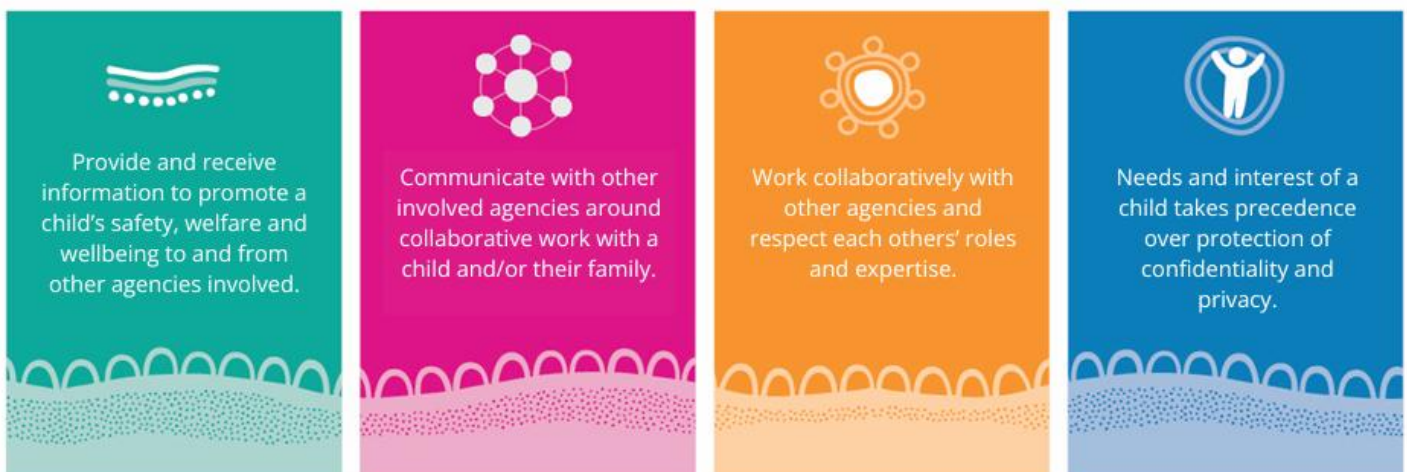 Provide and receive
information to promote a
child's safety, welfare and
wellbeing to and from
other agencies involved.
Communicate with other
involved agencies around
collaborative work with a
child and/or their family.
Work collaboratively with
other agencies and
respect each others' roles
and expertise.
Needs and interest of a
child takes precedence
over protection of
confidentiality and
privacy.